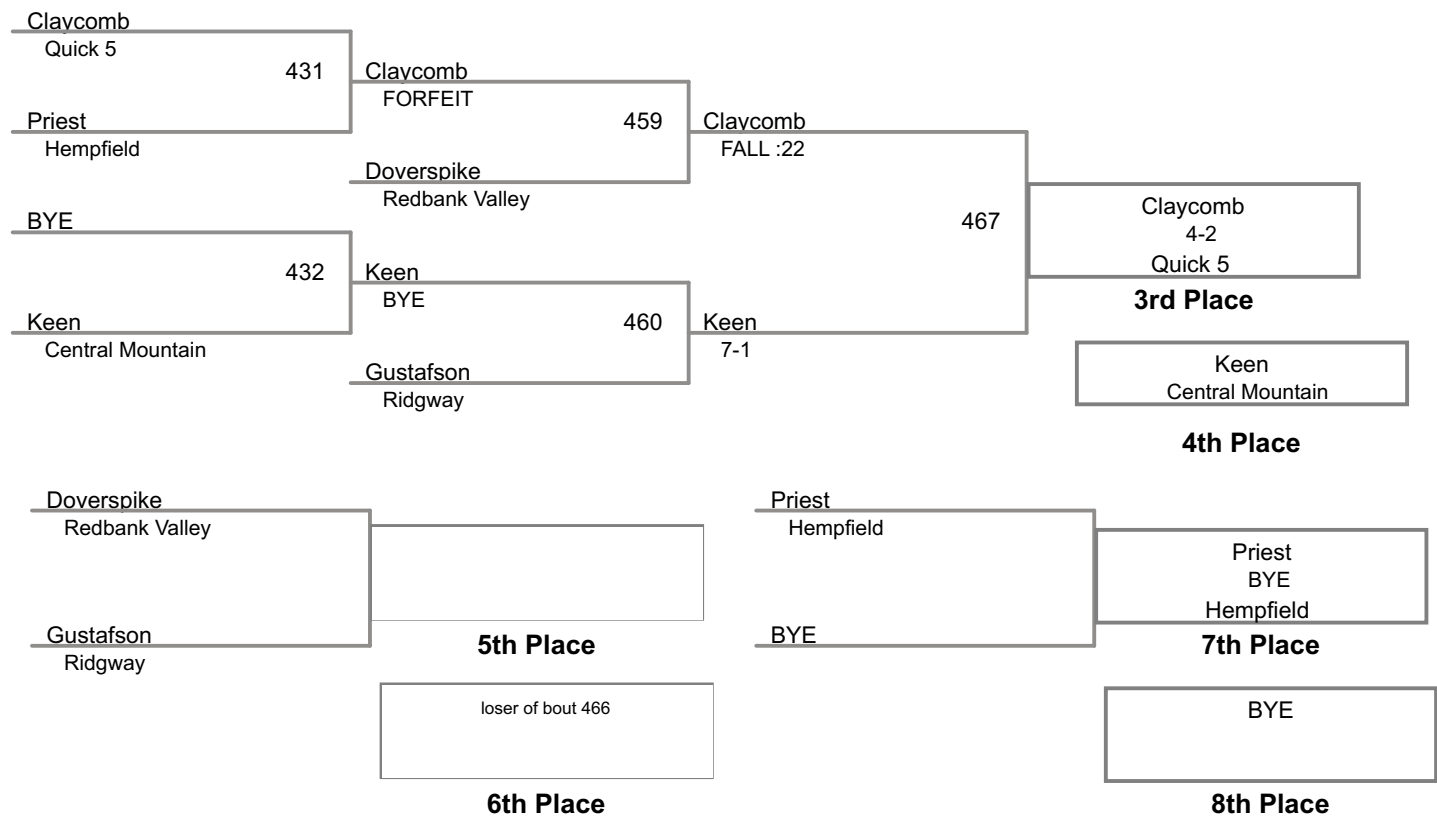 Claycomb
Quick 5
431
Claycomb
FORFEIT
Priest
Hempfield
459
Claycomb
FALL :22
Doverspike
Redbank Valley
BYE
467
Claycomb
4-2
Quick 5
3rd Place
432
Keen
BYE
Keen
Central Mountain
460
Keen
7-1
Gustafson
Ridgway
Keen
Central Mountain
4th Place
Doverspike
Redbank Valley
Gustafson
Ridgway
5th Place
loser of bout 466
6th Place
Priest
Hempfield
BYE
Priest
BYE
Hempfield
7th Place
BYE
8th Place